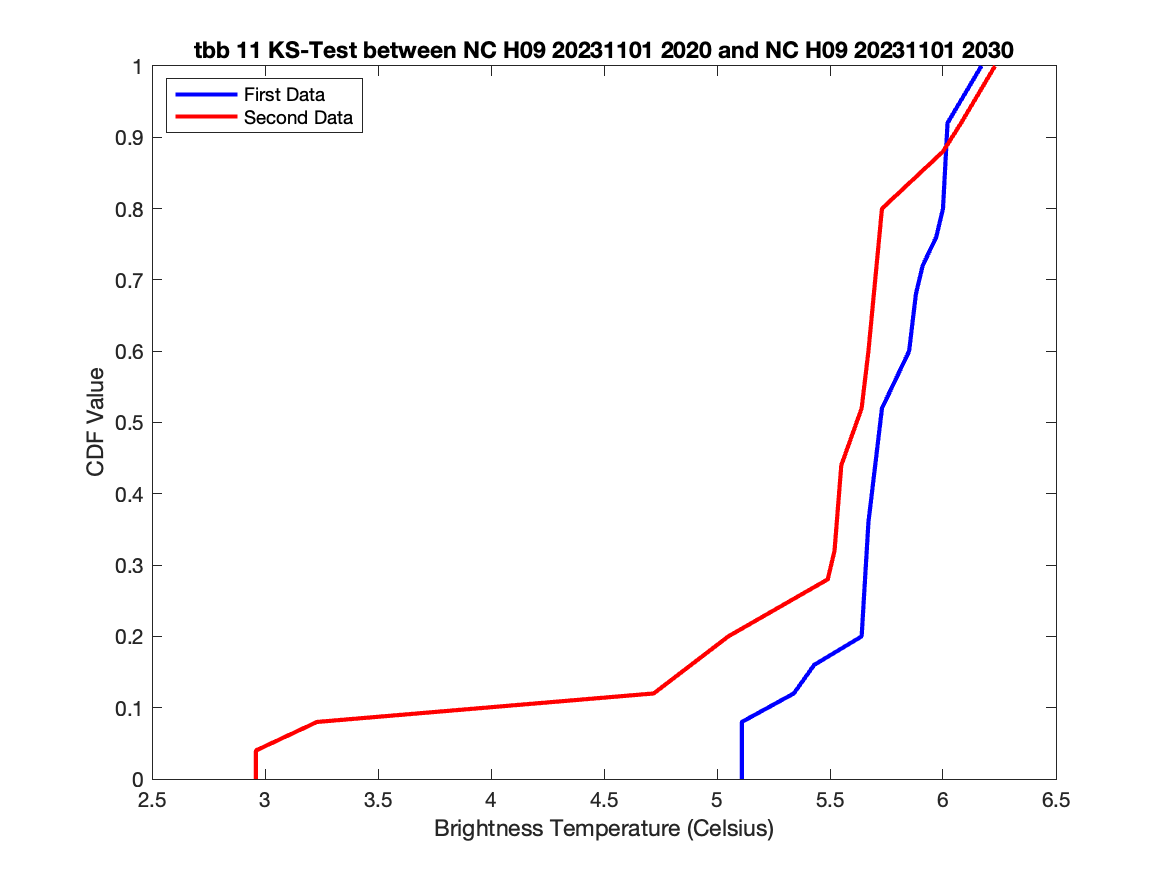 tbb 11 KS-Test between NC H09 20231101 2020 and NC H09 20231101 2030
First Data
Second Data
1
0.9
0.8
0.7
0.6
0.5
0.4
0.3
0.2
0.1
0
CDF Value
2.5 3 3.5 4 4.5 5 5.5 6 6.5
Brightness Temperature (Celsius)